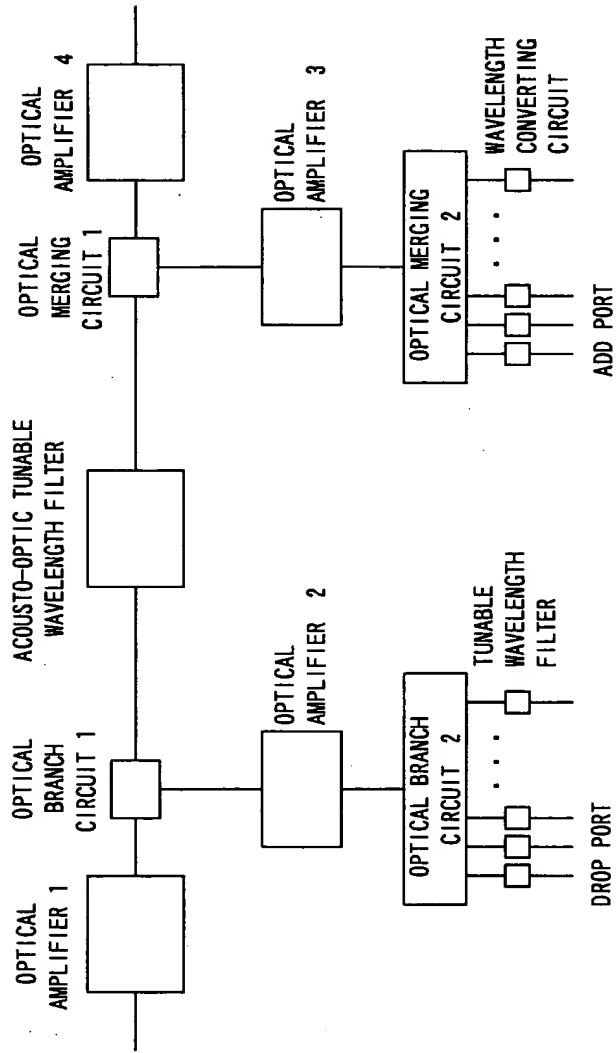 OPTICAL
AMPLIFIER 1
OPTICAL
BRANCH
CIRCUIT 1
ACOUSTO-OPTIC TUNABLE
WAVELENGTH FILTER
OPTICAL
MERGING
CIRCUIT 1
OPTICAL
AMPLIFIER 4
OPTICAL
AMPLIFIER 2
OPTICAL
AMPLIFIER 3
OPTICAL BRANCH
CIRCUIT 2
TUNABLE
WAVELENGTH
FILTER
DROP PORT
OPTICAL MERGING
CIRCUIT 2
WAVELENGTH
CONVERTING
CIRCUIT
ADD PORT